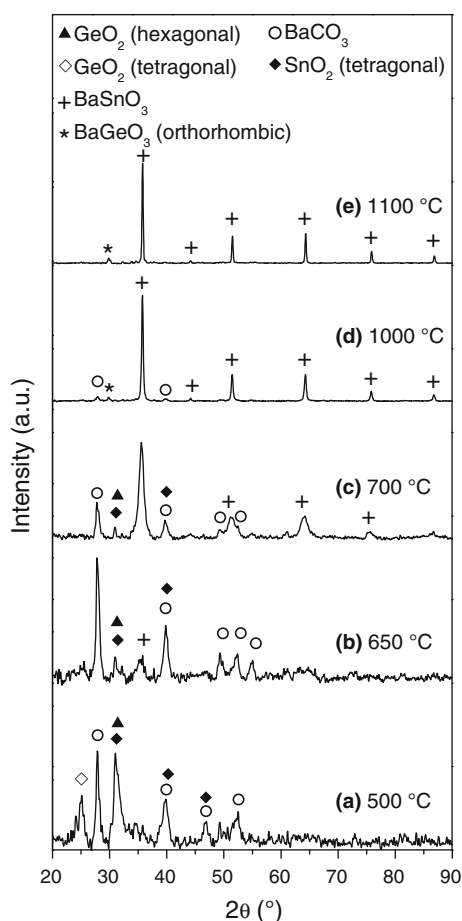 ▲ GeO₂ (hexagonal) ○ BaCO₃
◇ GeO₂ (tetragonal) ◆ SnO₂ (tetragonal)
+ BaSnO₃
* BaGeO₃ (orthorhombic)
(e) 1100 °C
(d) 1000 °C
(c) 700 °C
(b) 650 °C
(a) 500 °C
Intensity (a.u.)
20 30 40 50 60 70 80 90
2θ (°)